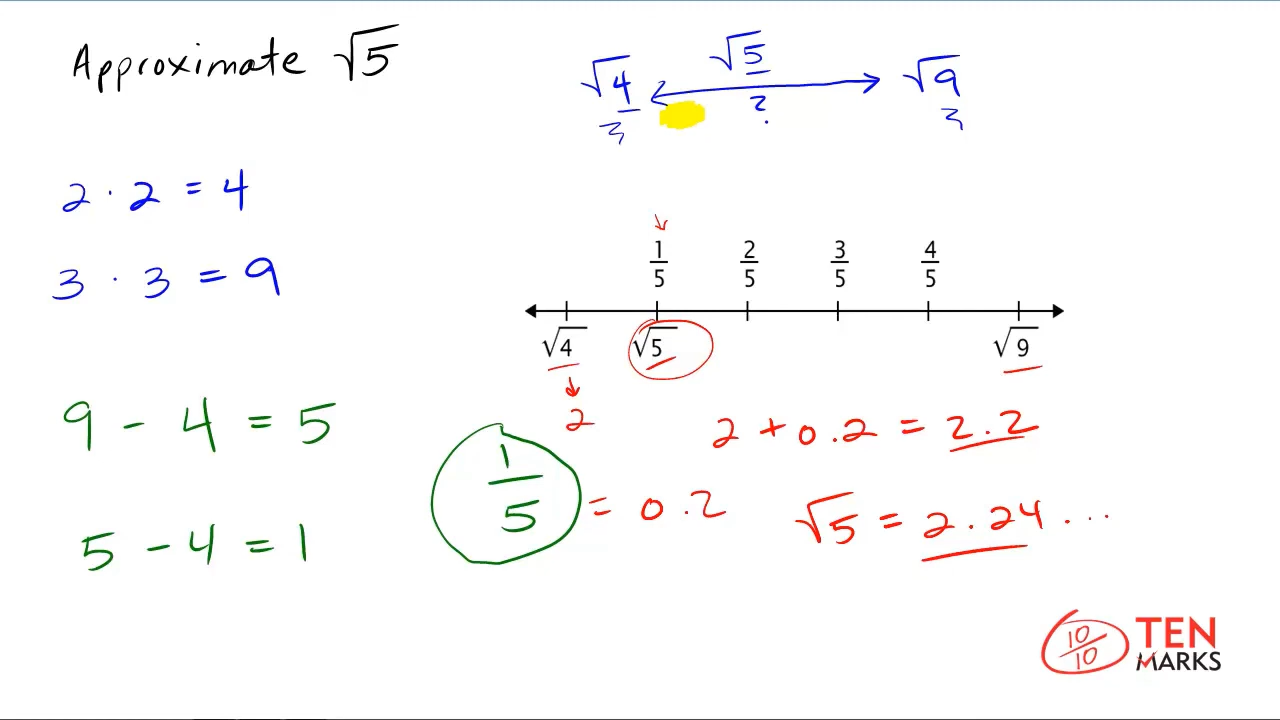 Approximate √5
√4 √5 √9
3 ? 3
2 · 2 = 4
3 · 3 = 9
1/5 2/5 3/5 4/5
√4 √5 √9
2
9 - 4 = 5
2 + 0.2 = 2.2
1/5 = 0.2
√5 = 2.24...
5 - 4 = 1
10/10 TEN
MARKS